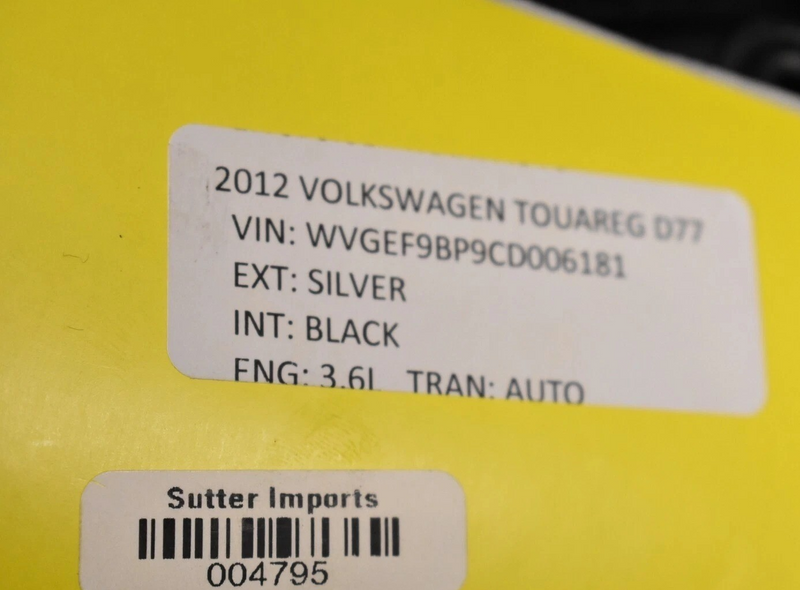 2012 VOLKSWAGEN TOUAREG D77
VIN: WVGEF9BP9CD006181
EXT: SILVER
INT: BLACK
ENG: 3.6L TRAN: AUTO
Sutter Imports
004795